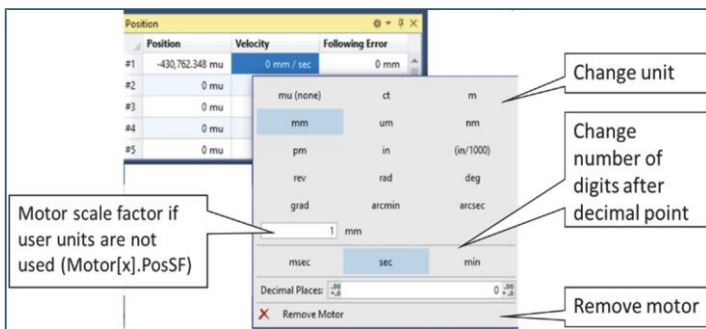 Position
Position Velocity Following Error
#1 -430,762.348 mu 0 mm / sec 0 mm
#2 0 mu
#3 0 mu
#4 0 mu
#5 0 mu
mu (none) ct m
mm um nm
pm in (in/1000)
rev rad deg
grad arcmin arcsec
1 mm
msec sec min
Decimal Places: 0
Remove Motor
Change unit
Change
number of
digits after
decimal point
Motor scale factor if
user units are not
used (Motor[x].PosSF)
Remove motor